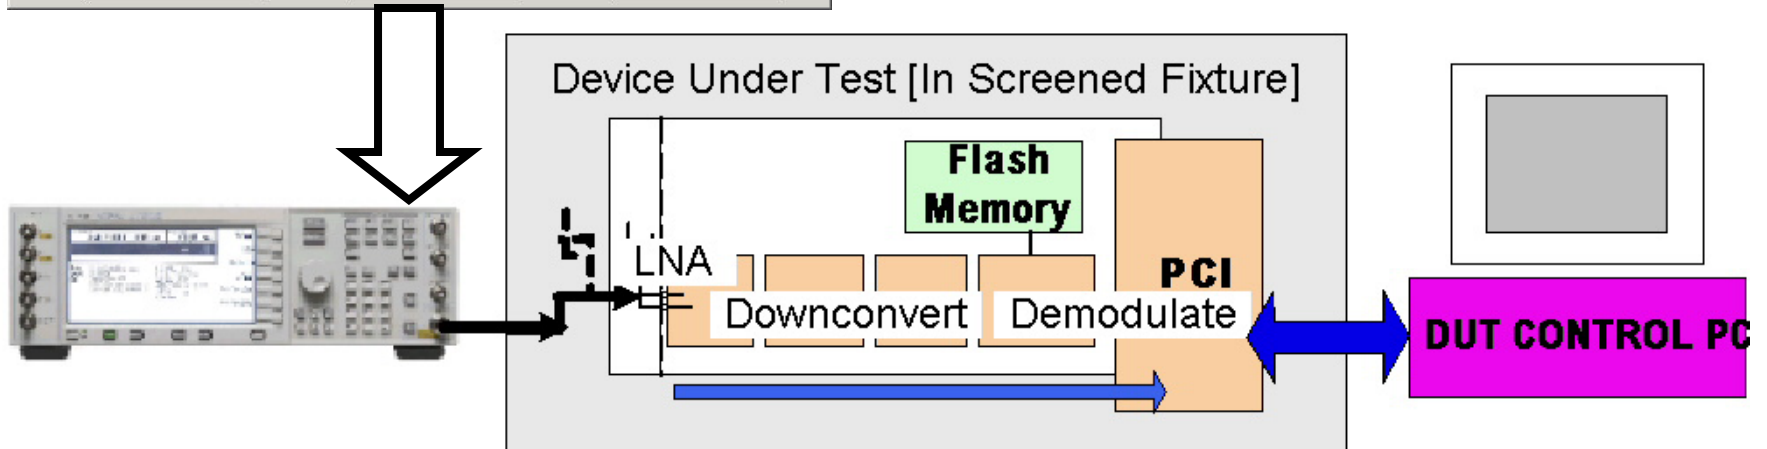 Device Under Test [In Screened Fixture]
Flash
Memory
LNA
PCI
Downconvert
Demodulate
DUT CONTROL PC